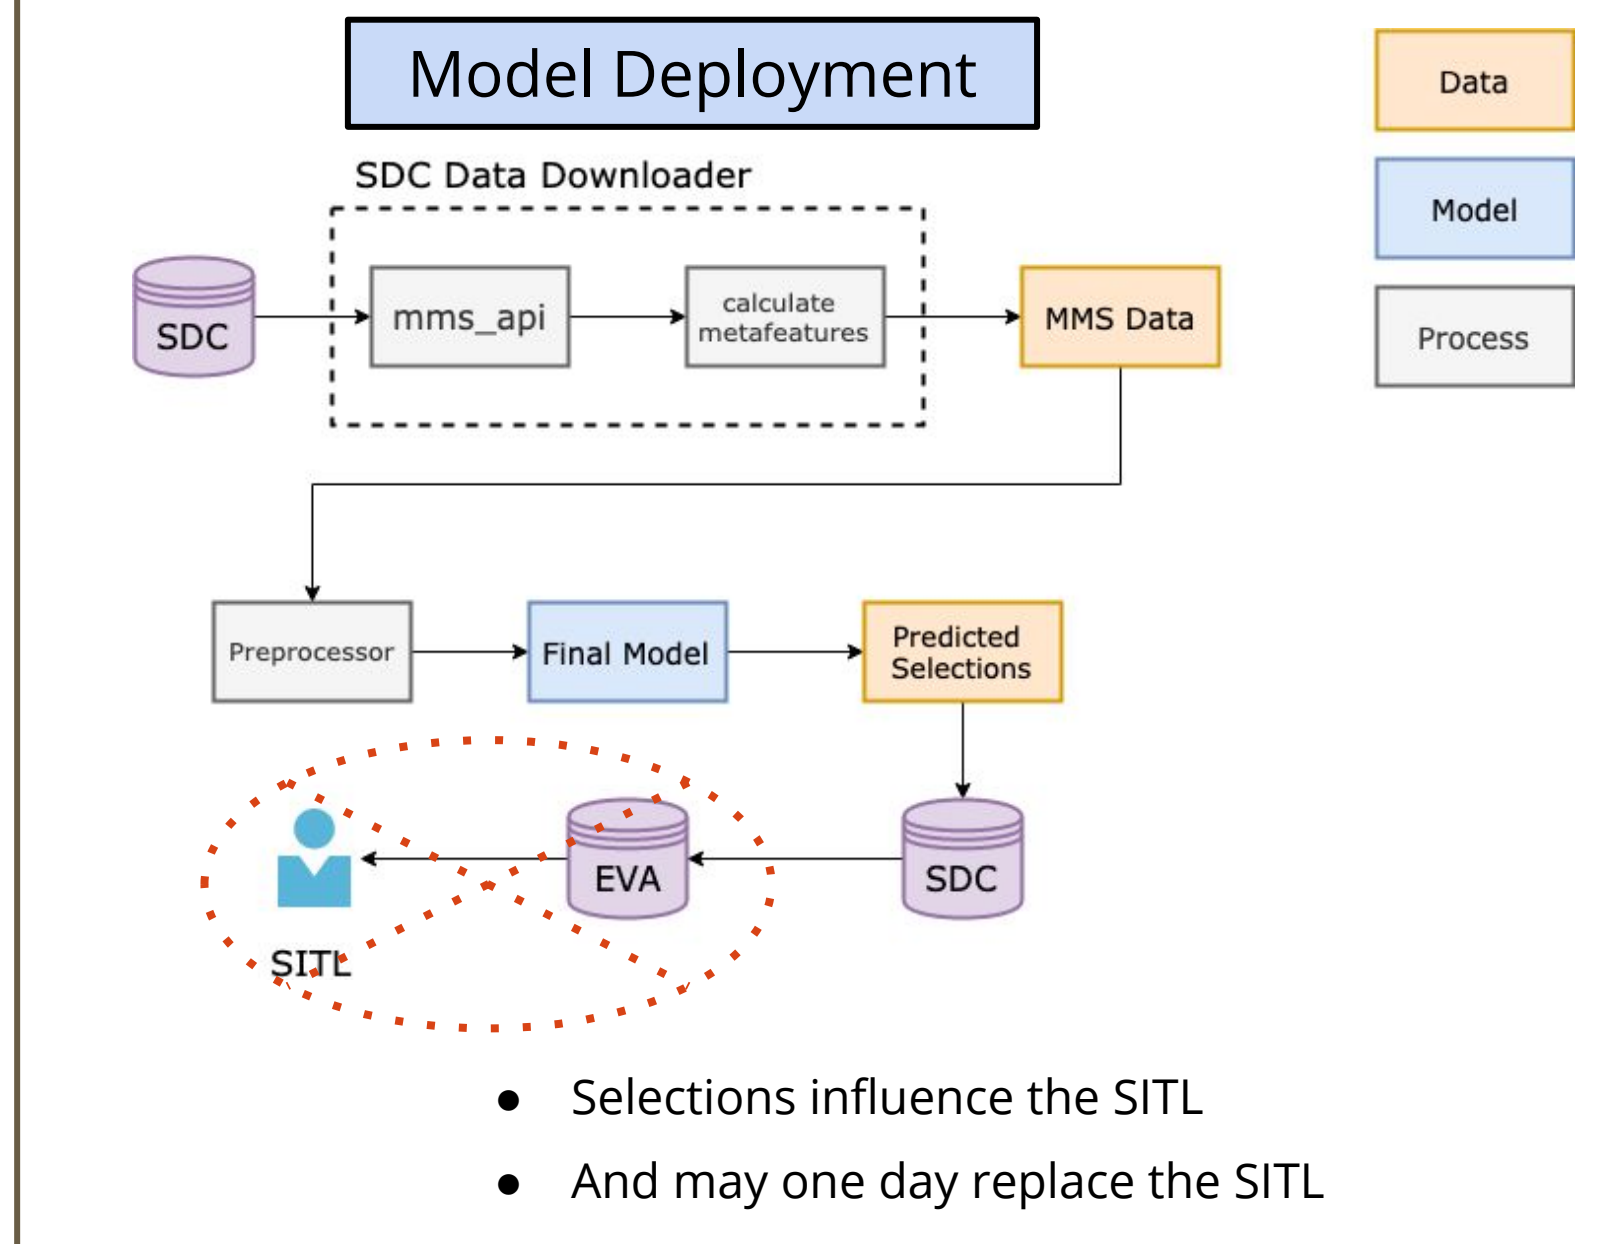 Model Deployment
Data
Model
Process
SDC Data Downloader
SDC
mms_api
calculate
metafeatures
MMS Data
Preprocessor
Final Model
Predicted
Selections
SITL
EVA
SDC
● Selections influence the SITL
● And may one day replace the SITL